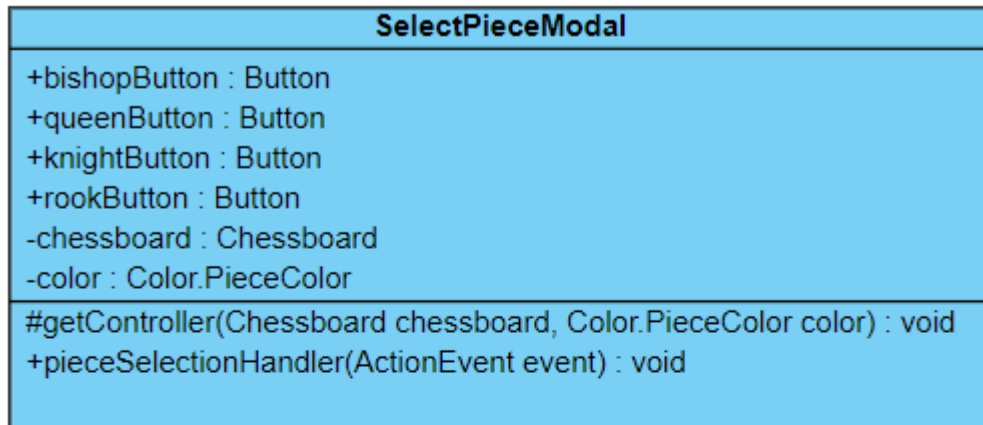 SelectPieceModal
+bishopButton : Button
+queenButton : Button
+knightButton : Button
+rookButton : Button
-chessboard : Chessboard
-color : Color.PieceColor
#getController(Chessboard chessboard, Color.PieceColor color) : void
+pieceSelectionHandler(ActionEvent event) : void